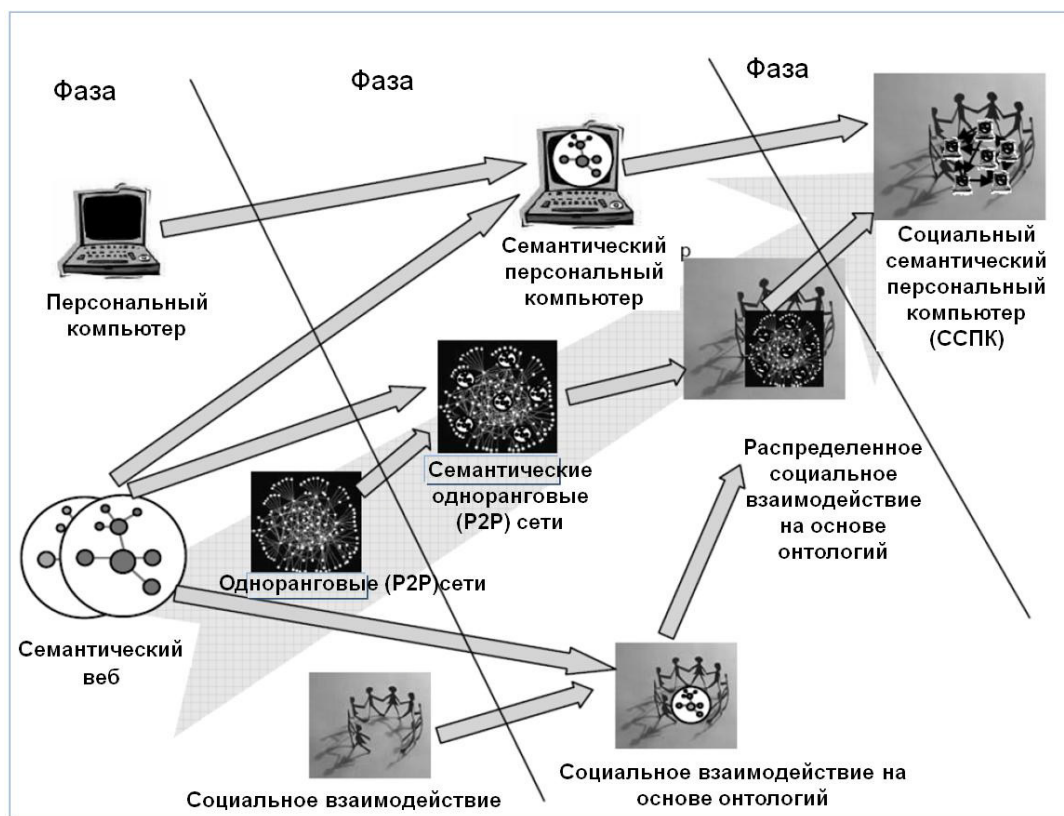 Фаза
Фаза
Фаза
Персональный
компьютер
Семантический
персональный
компьютер
р
Социальный
семантический
персональный
компьютер
(ССПК)
Семантические
одноранговые
(P2P) сети
Одноранговые (P2P)сети
Распределенное
социальное
взаимодействие
на основе
онтологий
Семантический
веб
Социальное взаимодействие
Социальное взаимодействие на
основе онтологий